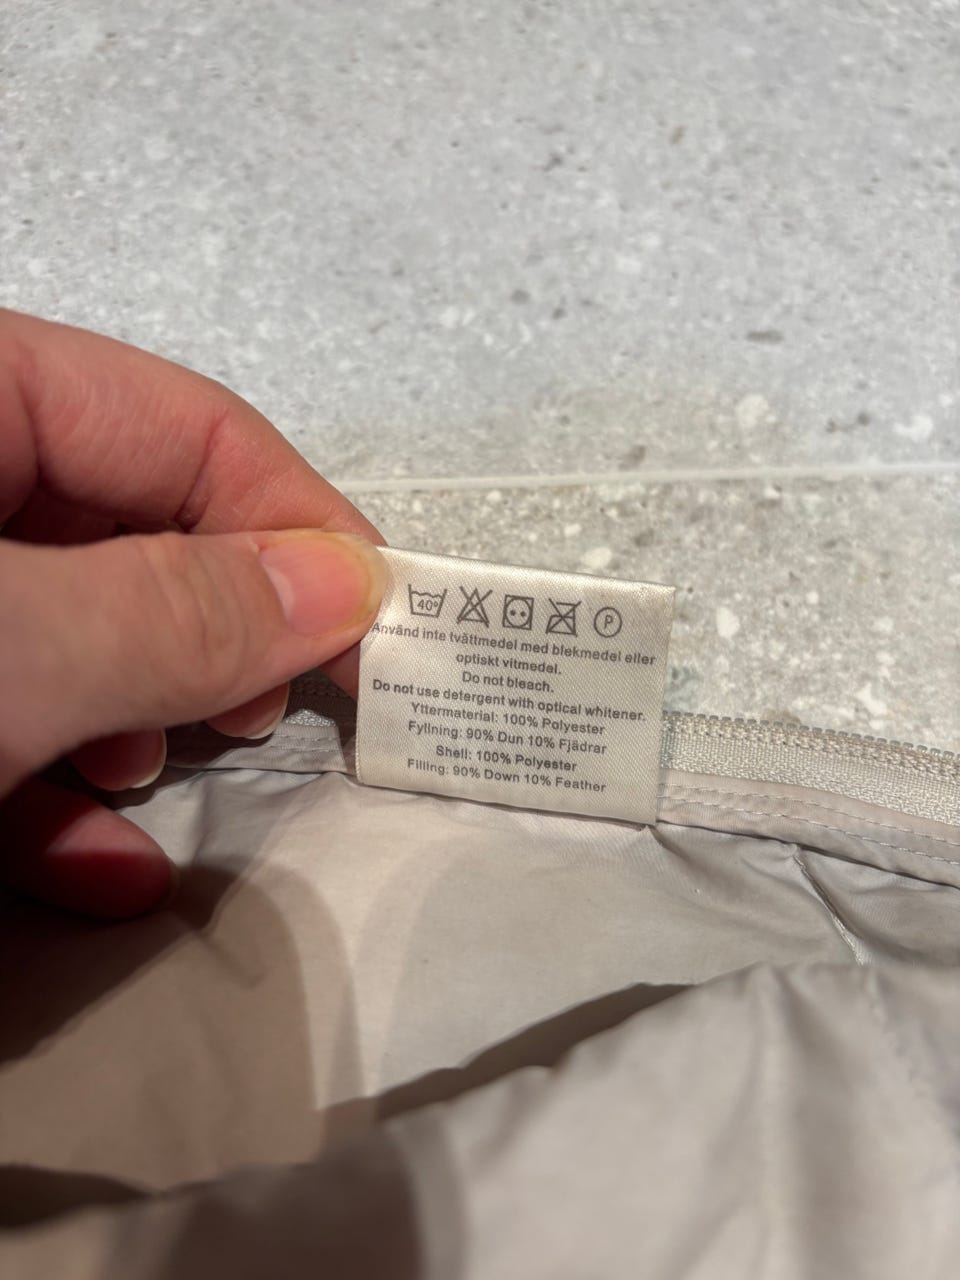 40°
P
Använd inte tvättmedel med blekmedel eller
optiskt vitmedel.
Do not bleach.
Do not use detergent with optical whitener.
Yttermaterial: 100% Polyester
Fyllning: 90% Dun 10% Fjädrar
Shell: 100% Polyester
Filling: 90% Down 10% Feather